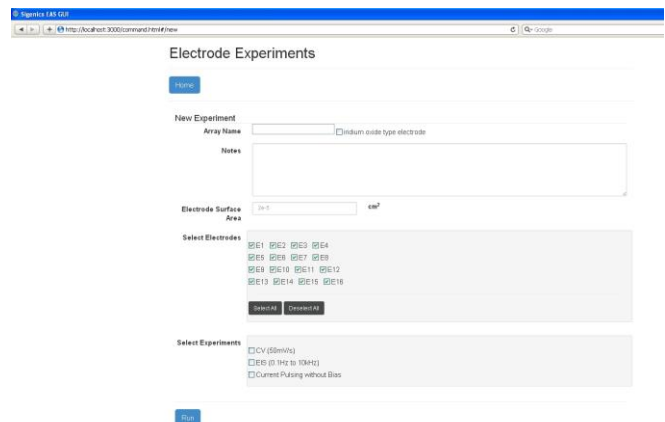 Sigenics EAS GUI
http://localhost:3000/command.html#/new
Google
Electrode Experiments
Home
New Experiment
Array Name
Indium oxide type electrode
Notes
Electrode Surface Area
cm²
Select Electrodes
E1 E2 E3 E4
E5 E6 E7 E8
E9 E10 E11 E12
E13 E14 E15 E16
Select All Deselect All
Select Experiments
CV (50mV/s)
EIS (0.1Hz to 10kHz)
Current Pulsing without Bias
Run